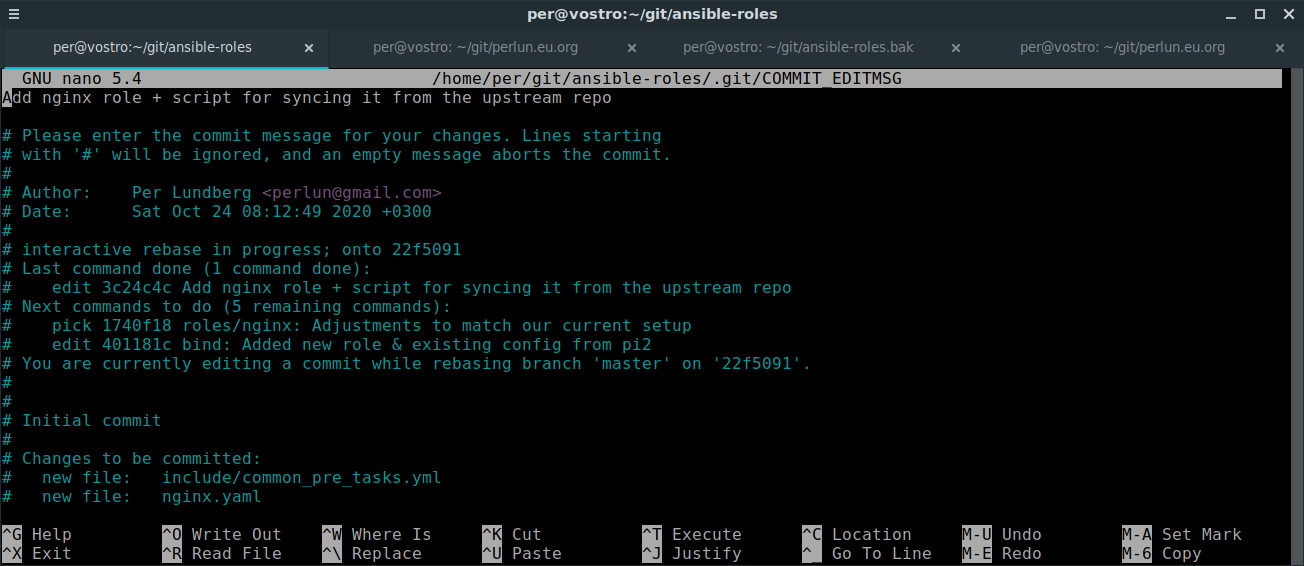 per@vostro:~/git/ansible-roles
per@vostro:~/git/ansible-roles per@vostro: ~/git/perlun.eu.org per@vostro: ~/git/ansible-roles.bak per@vostro: ~/git/perlun.eu.org
GNU nano 5.4 /home/per/git/ansible-roles/.git/COMMIT_EDITMSG
Add nginx role + script for syncing it from the upstream repo
# Please enter the commit message for your changes. Lines starting
# with '#' will be ignored, and an empty message aborts the commit.
#
# Author:    Per Lundberg <perlun@gmail.com>
# Date:      Sat Oct 24 08:12:49 2020 +0300
#
# interactive rebase in progress; onto 22f5091
# Last command done (1 command done):
#    edit 3c24c4c Add nginx role + script for syncing it from the upstream repo
# Next commands to do (5 remaining commands):
#    pick 1740f18 roles/nginx: Adjustments to match our current setup
#    edit 401181c bind: Added new role & existing config from pi2
# You are currently editing a commit while rebasing branch 'master' on '22f5091'.
#
#
# Initial commit
#
# Changes to be committed:
#   new file:   include/common_pre_tasks.yml
#   new file:   nginx.yaml
^G Help ^O Write Out ^W Where Is ^K Cut ^T Execute ^C Location M-U Undo M-A Set Mark
^X Exit ^R Read File ^\ Replace ^U Paste ^J Justify ^_ Go To Line M-E Redo M-6 Copy